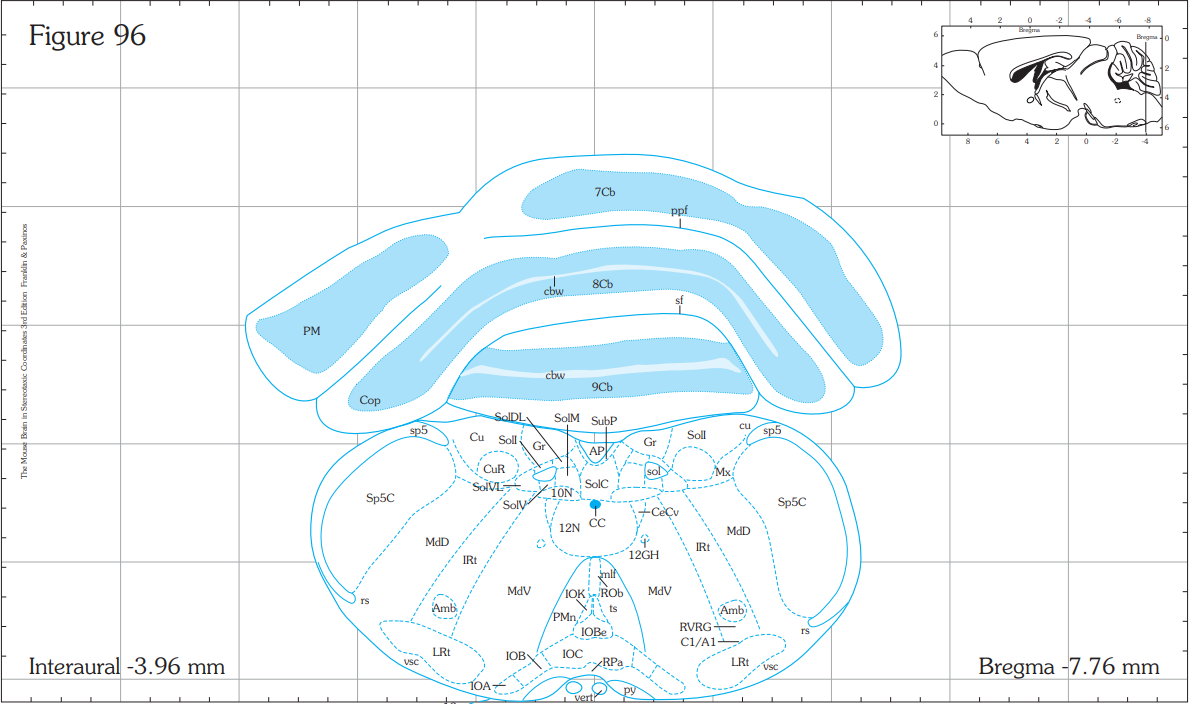 Figure 96
4 2 0 -2 -4 -6 -8
Bregma
Bregma
6 4 2 0
0 2 4 6
8 6 4 2 0 -2 -4
The Mouse Brain in Stereotaxic Coordinates 3rd Edition Franklin & Paxinos
7Cb
ppf
cbw
8Cb
sf
PM
cbw
9Cb
Cop
SolDL SolM SubP
sp5 Cu SolI Gr AP Gr SolI cu sp5
CuR sol Mx
SolVL 10N SolC
Sp5C SolV Sp5C
12N CC CeCv
MdD IRt 12GH IRt MdD
mlf
MdV IOK ROb MdV
rs Amb PMn ts Amb rs
IOBe RVRG
C1/A1
LRt IOB IOC RPa LRt
vsc vsc
IOA vert py
Interaural -3.96 mm
Bregma -7.76 mm